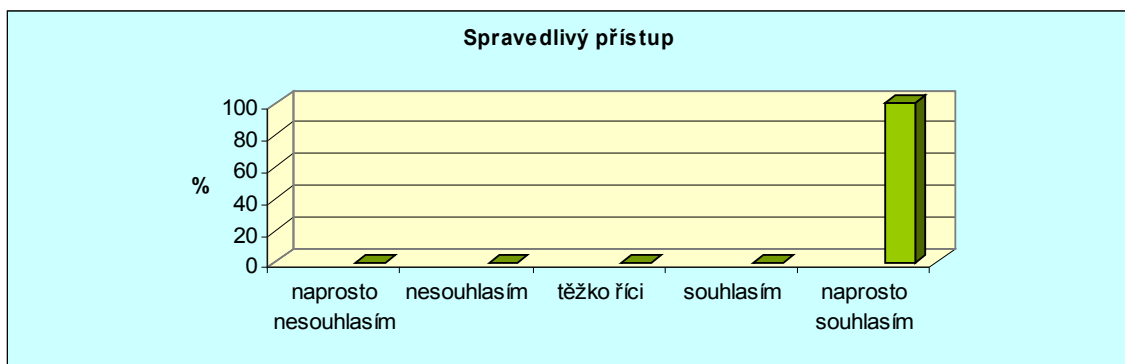 Spravedlivý přístup
100
80
60
40
20
0
%
naprosto nesouhlasím
nesouhlasím
těžko říci
souhlasím
naprosto souhlasím